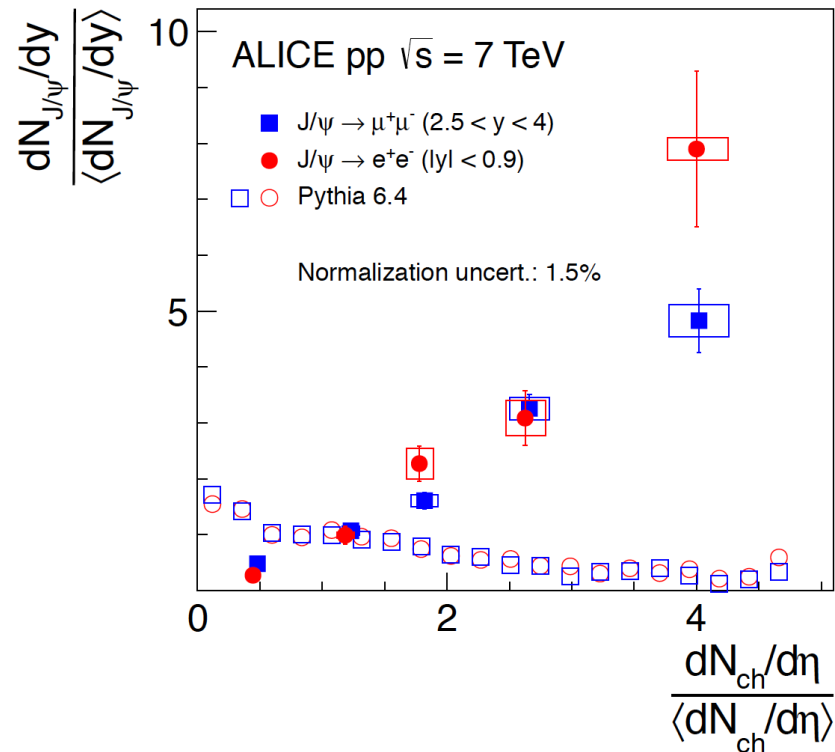 dN_{J/ψ}/dy
⟨dN_{J/ψ}/dy⟩
10
5
ALICE pp √s = 7 TeV
J/ψ → μ⁺μ⁻ (2.5 < y < 4)
J/ψ → e⁺e⁻ (|y| < 0.9)
Pythia 6.4
Normalization uncert.: 1.5%
0 2 4
dN_{ch}/dη
⟨dN_{ch}/dη⟩